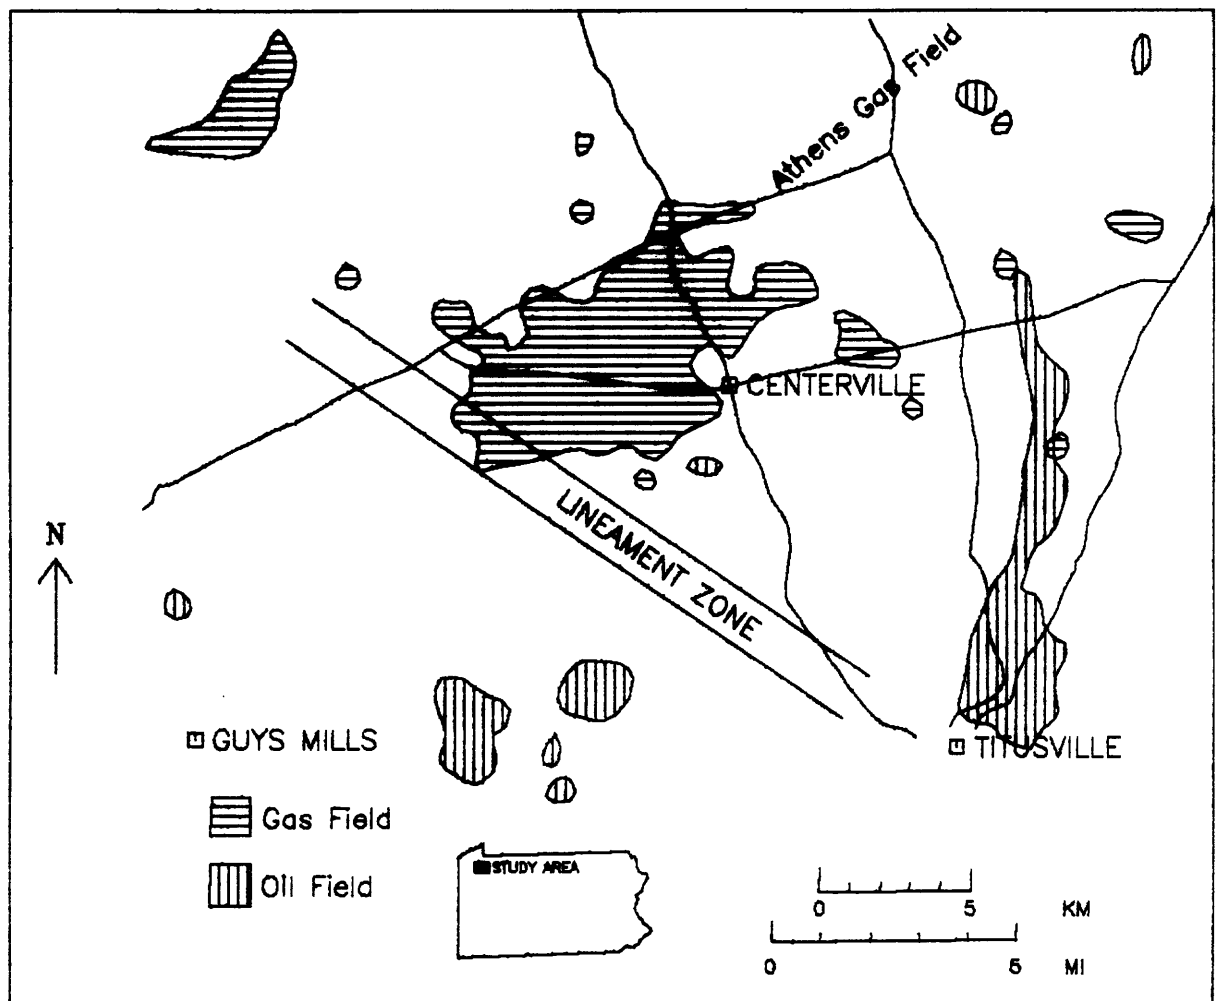 Athens Gas Field
CENTERVILLE
LINEAMENT ZONE
N
GUYS MILLS
TITUSVILLE
Gas Field
Oil Field
STUDY AREA
0 5 KM
0 5 MI